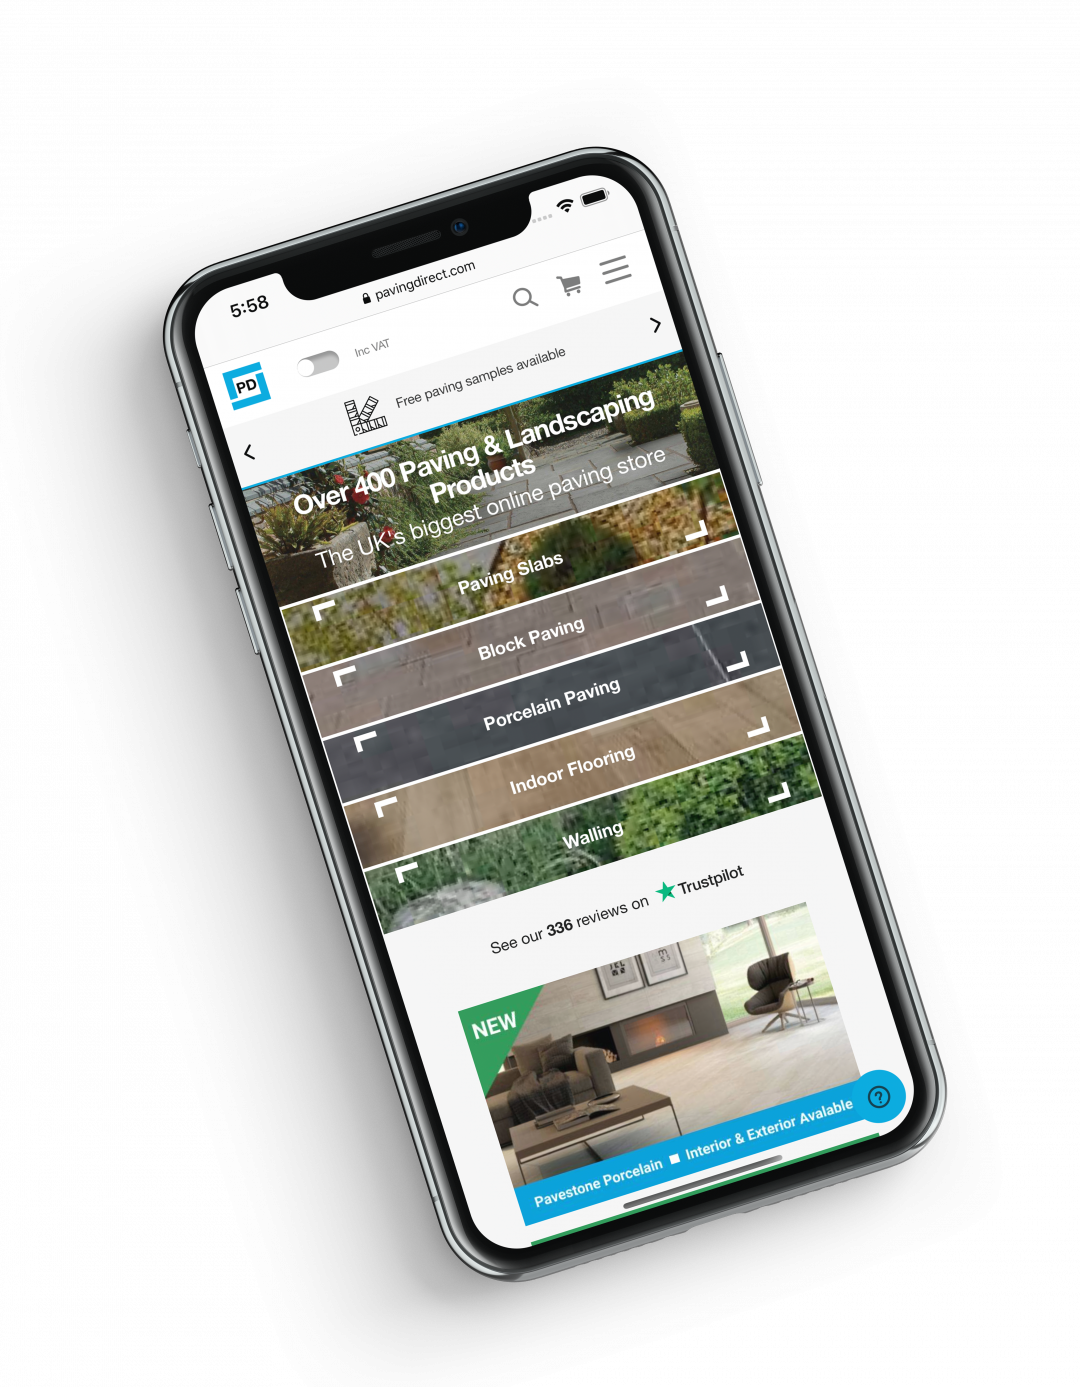 5:58
pavingdirect.com
PD
Inc VAT
Free paving samples available
Over 400 Paving & Landscaping
Products
The UK's biggest online paving store
Paving Slabs
Block Paving
Porcelain Paving
Indoor Flooring
Walling
See our 336 reviews on Trustpilot
NEW
Pavestone Porcelain Interior & Exterior Avalable
?